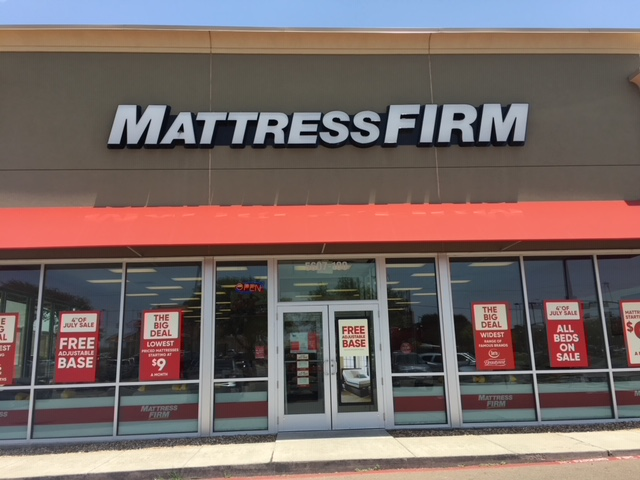 MATTRESSFIRM
OPEN
4TH OF
JULY SALE
FREE
ADJUSTABLE
BASE
THE
BIG
DEAL
LOWEST
PRICED MATTRESSES
STARTING AT
$9
A MONTH
FREE
ADJUSTABLE
BASE
THE
BIG
DEAL
WIDEST
RANGE OF
FAMOUS BRANDS
4TH OF
JULY SALE
ALL
BEDS
ON
SALE
MATTRESS
FIRM
MATTRESS
FIRM